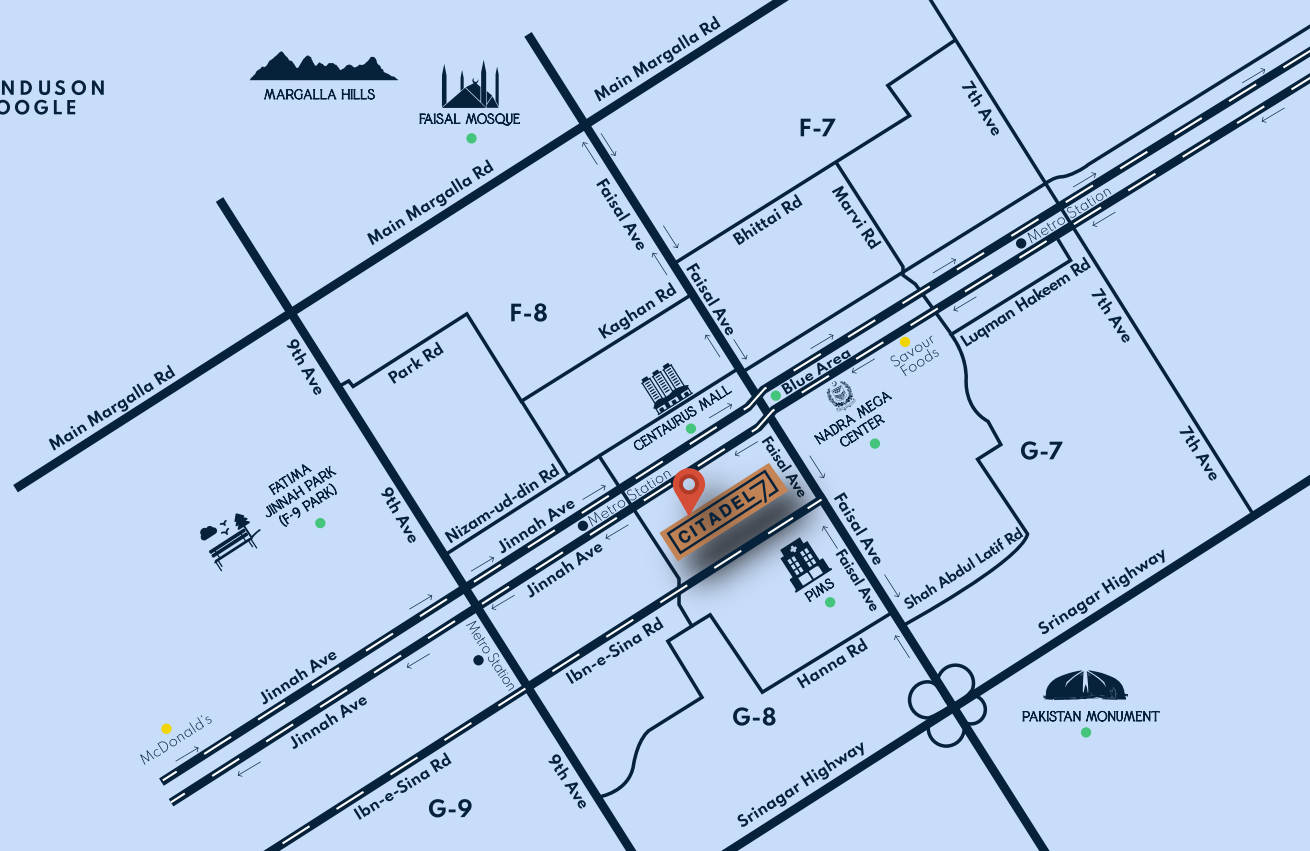 NDUSON
OOGLE
MARGALLA HILLS
FAISAL MOSQUE
Main Margalla Rd
F-7
7th Ave
Main Margalla Rd
Faisal Ave
Bhittai Rd
Marvi Rd
Metro Station
F-8
Kaghan Rd
Faisal Ave
Luqman Hakeem Rd
7th Ave
9th Ave
Park Rd
Main Margalla Rd
Blue Area
Savour
Foods
CENTAURUS MALL
NADRA MEGA
CENTER
G-7
7th Ave
FATIMA
JINNAH PARK
(F-9 PARK)
9th Ave
Nizam-ud-din Rd
Jinnah Ave
Metro Station
Faisal Ave
CITADEL 7
Faisal Ave
Jinnah Ave
PIMS
Faisal Ave
Shah Abdul Latif Rd
Srinagar Highway
Metro Station
Ibn-e-Sina Rd
Hanna Rd
Jinnah Ave
Jinnah Ave
McDonald's
G-8
PAKISTAN MONUMENT
Ibn-e-Sina Rd
G-9
9th Ave
Srinagar Highway